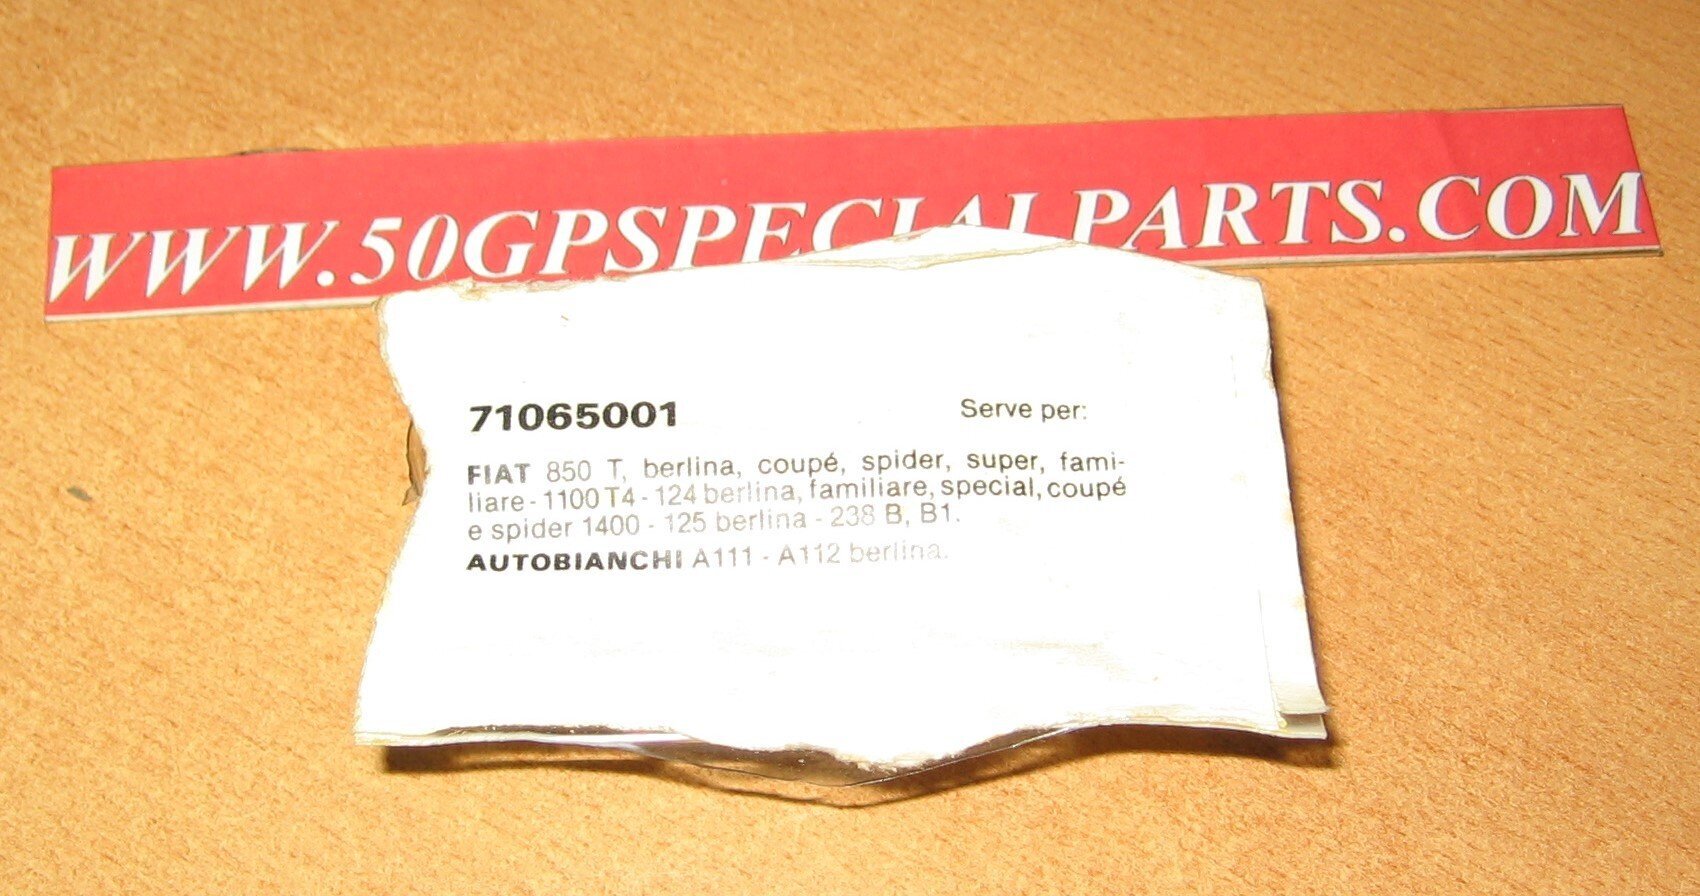 WWW.50GPSPECIALPARTS.COM
71065001 Serve per:
FIAT 850 T, berlina, coupé, spider, super, fami-
liare - 1100 T4 - 124 berlina, familiare, special, coupé
e spider 1400 - 125 berlina - 238 B, B1.
AUTOBIANCHI A111 - A112 berlina.